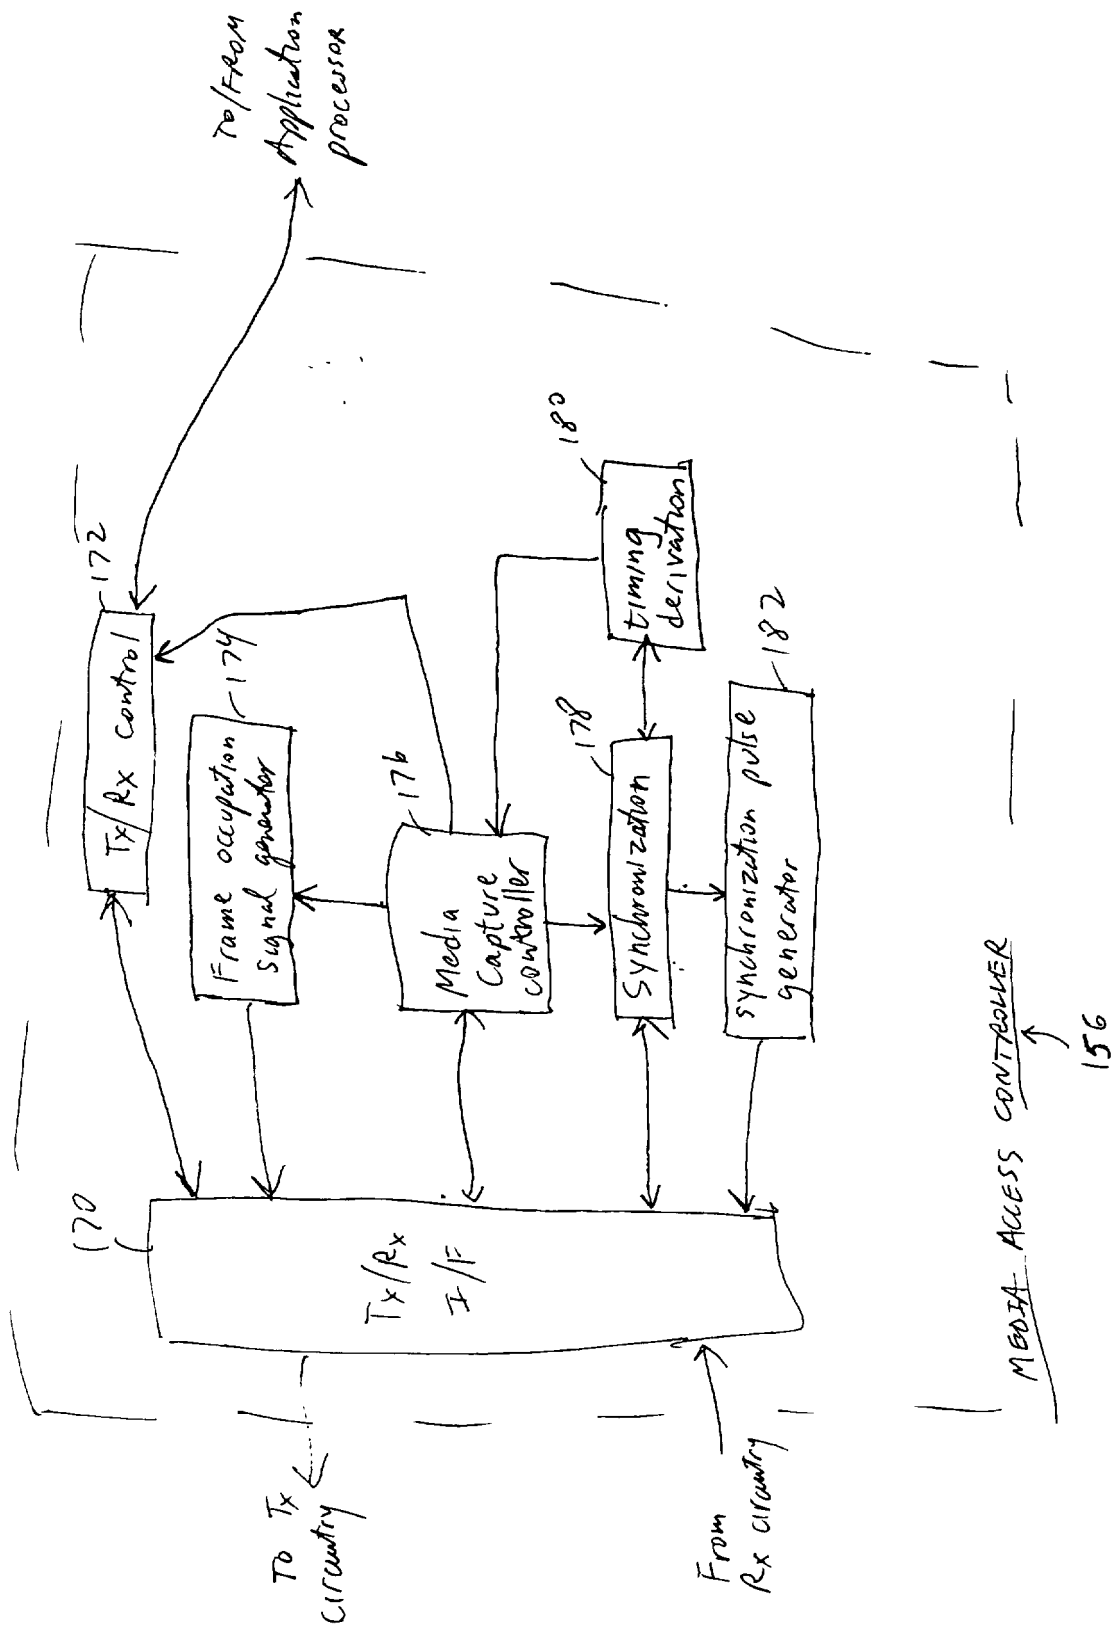 To/FROM
Application
processor
172
Tx/Rx control
174
Frame occupation
signal generator
176
Media
Capture
controller
180
timing
derivation
178
Synchronization
182
synchronization pulse
generator
170
Tx/Rx
I/F
To Tx
circuitry
From
Rx circuitry
MEDIA ACCESS CONTROLLER
156